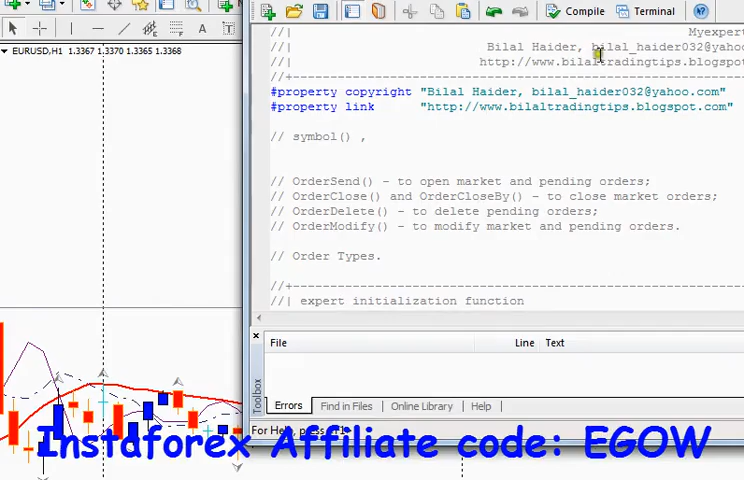 Compile
Terminal
EURUSD,H1 1.3367 1.3370 1.3365 1.3368
//| Myexpert
//| Bilal Haider, bilal_haider032@yahoo
//| http://www.bilaltradingtips.blogspot
//+
#property copyright "Bilal Haider, bilal_haider032@yahoo.com"
#property link "http://www.bilaltradingtips.blogspot.com"
// symbol() ,
// OrderSend() - to open market and pending orders;
// OrderClose() and OrderCloseBy() - to close market orders;
// OrderDelete() - to delete pending orders;
// OrderModify() - to modify market and pending orders.
// Order Types.
//+
//| expert initialization function
File Line Text
Toolbox
Errors Find in Files Online Library Help
For Help, press F1
Instaforex Affiliate code: EGOW